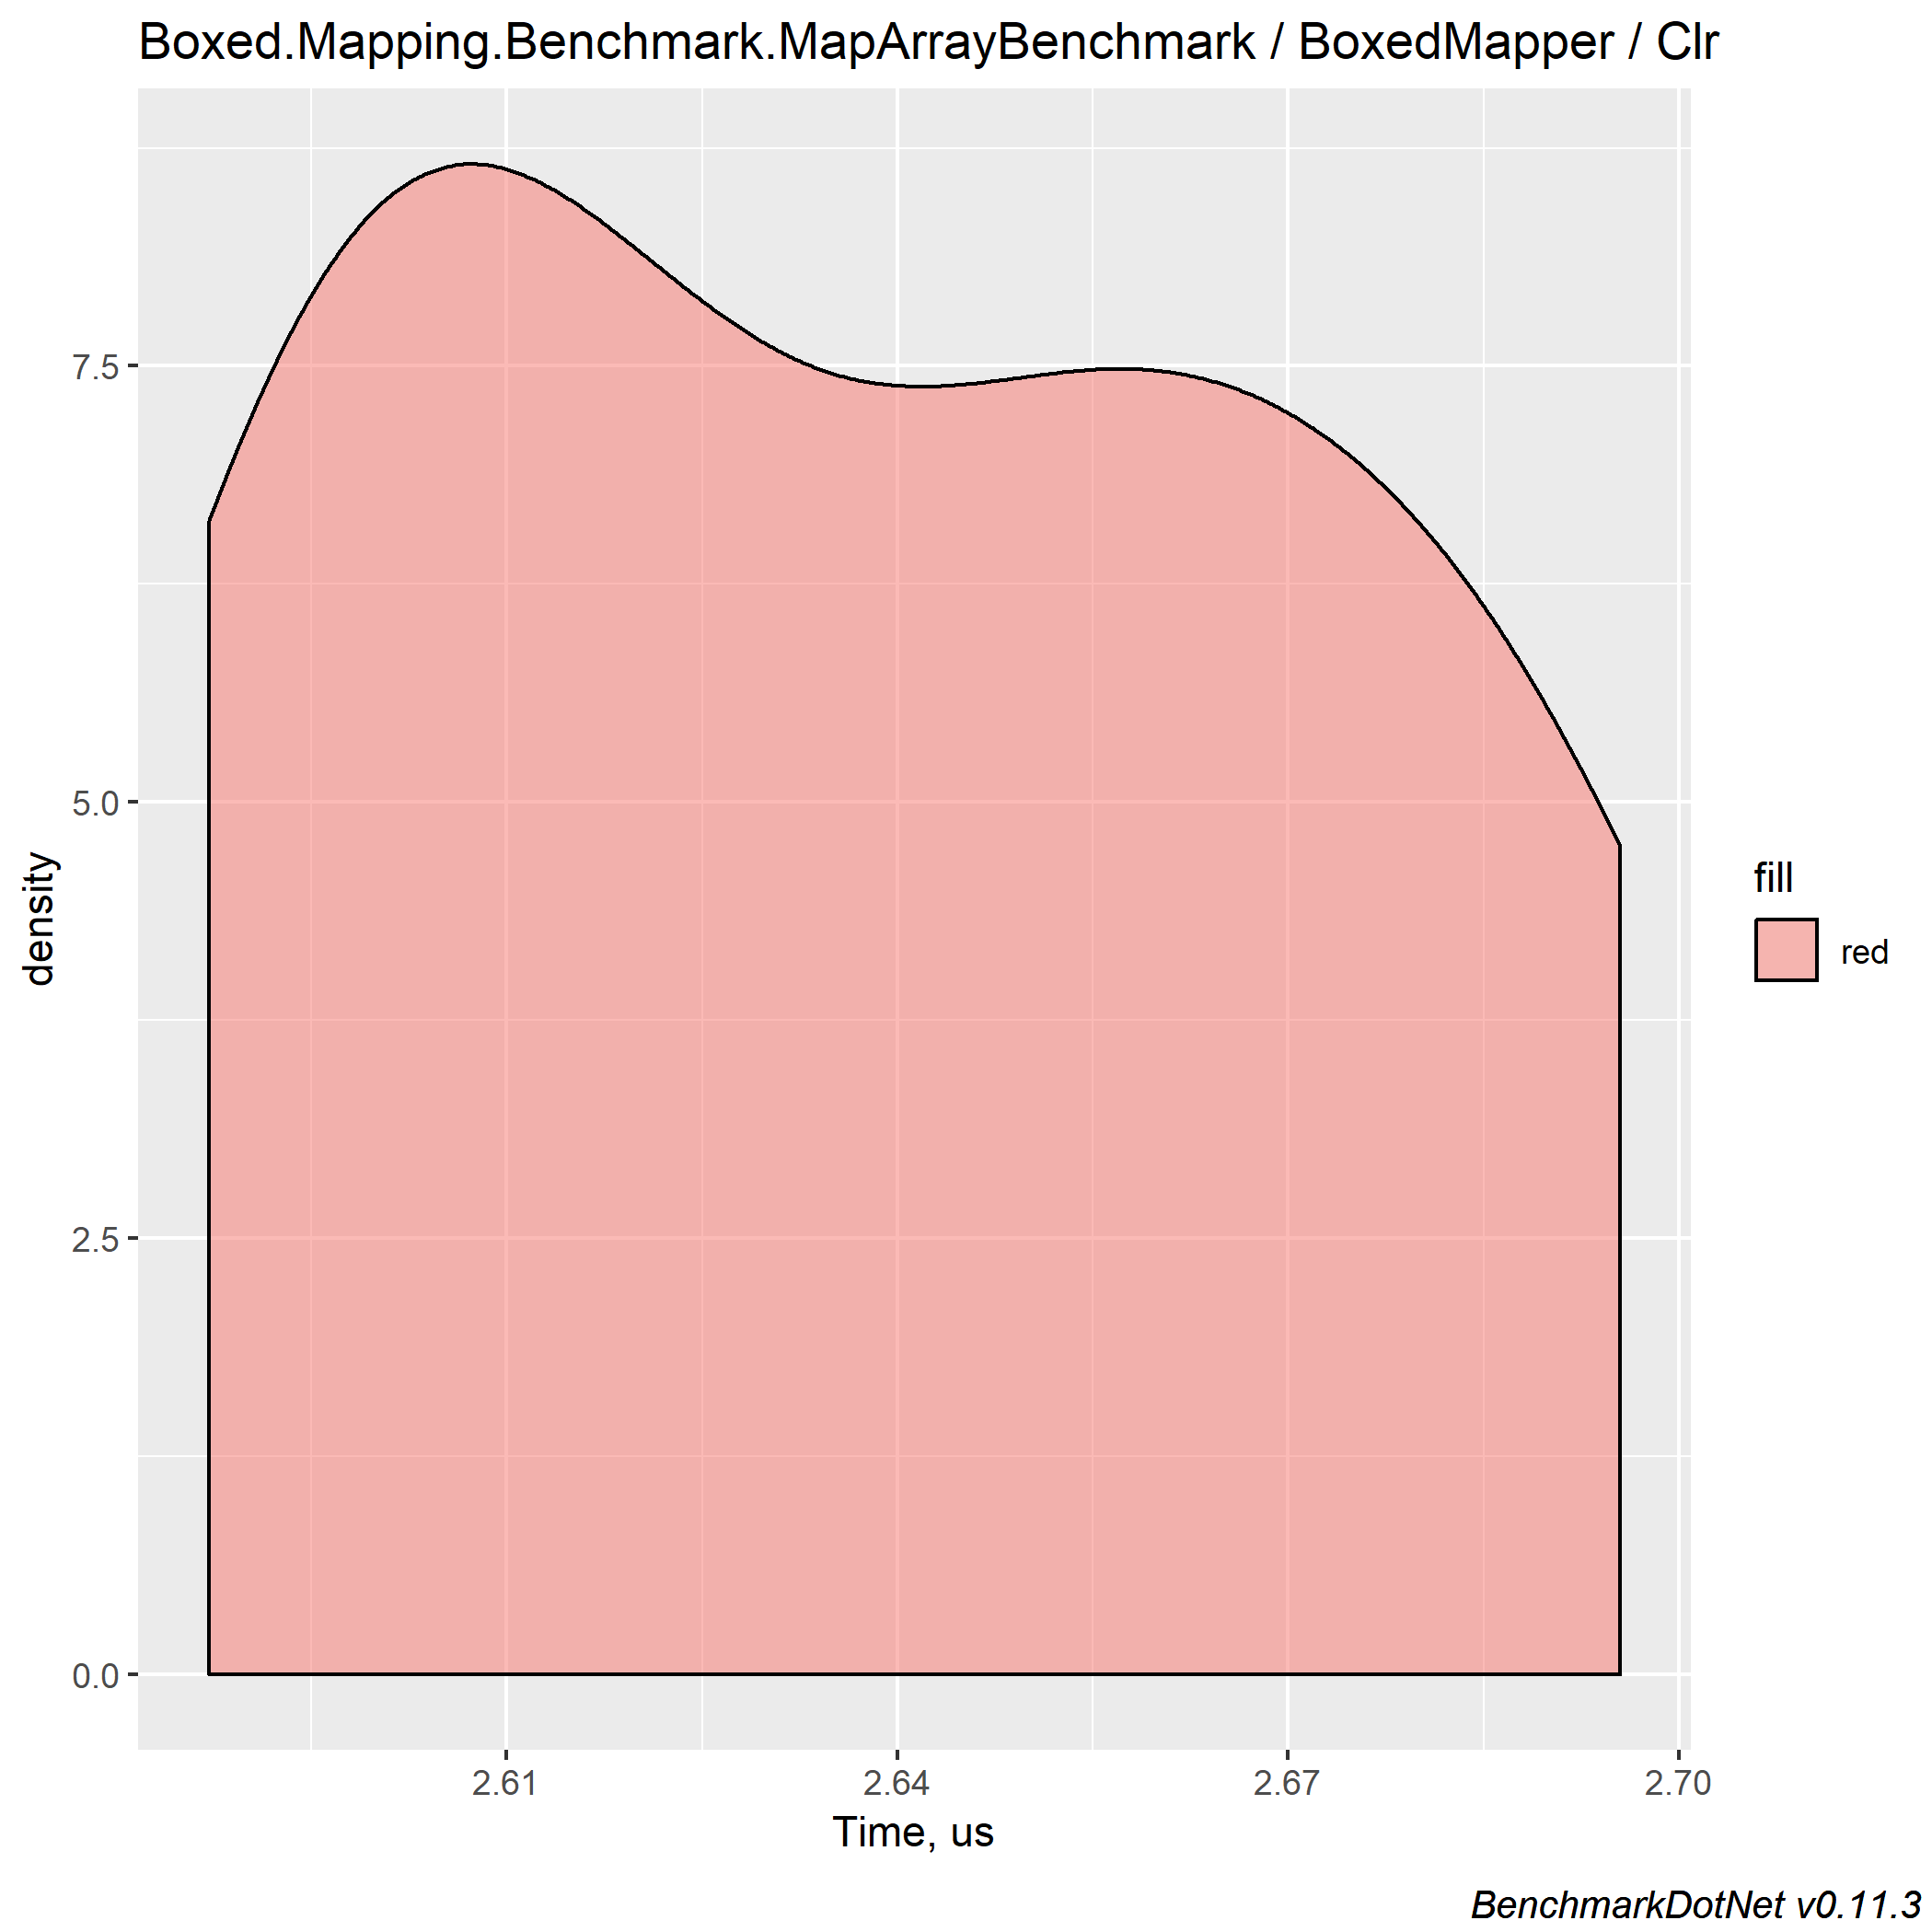 Boxed.Mapping.Benchmark.MapArrayBenchmark / BoxedMapper / Clr
7.5
5.0
2.5
0.0
density
2.61
2.64
2.67
2.70
Time, us
fill
red
BenchmarkDotNet v0.11.3